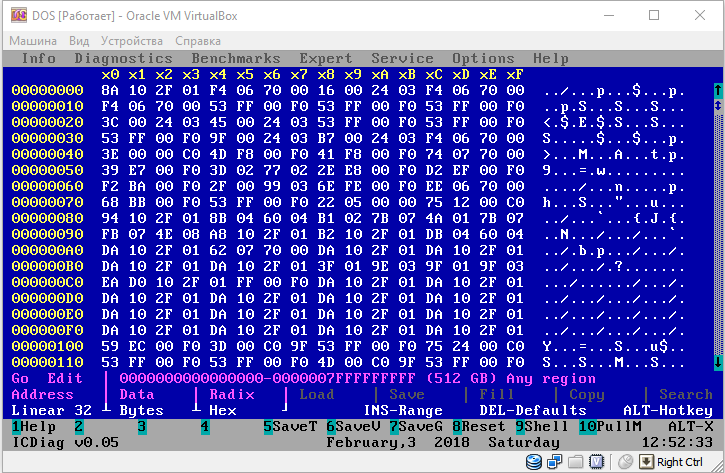 DOS [Работает] - Oracle VM VirtualBox
Машина Вид Устройства Справка
Info Diagnostics Benchmarks Expert Service Options Help
x0 x1 x2 x3 x4 x5 x6 x7 x8 x9 xA xB xC xD xE xF
00000000 8A 10 2F 01 F4 06 70 00 16 00 24 03 F4 06 70 00 ../...p...$...p.
00000010 F4 06 70 00 53 FF 00 F0 53 FF 00 F0 53 FF 00 F0 ..p.S...S...S...
00000020 3C 00 24 03 45 00 24 03 53 FF 00 F0 53 FF 00 F0 <.$.E.$.S...S...
00000030 53 FF 00 F0 9F 00 24 03 B7 00 24 03 F4 06 70 00 S.....$...$...p.
00000040 3E 00 00 C0 4D F8 00 F0 41 F8 00 F0 74 07 70 00 >...M...A...t.p.
00000050 39 E7 00 F0 3D 02 77 02 2E E8 00 F0 D2 EF 00 F0 9...=.w.........
00000060 F2 BA 00 F0 2F 00 99 03 6E FE 00 F0 EE 06 70 00 ..../...n.....p.
00000070 68 BB 00 F0 53 FF 00 F0 22 05 00 00 75 12 00 C0 h...S..."...u...
00000080 94 10 2F 01 8B 04 60 04 B1 02 7B 07 4A 01 7B 07 ../...`...{.J.{.
00000090 FB 07 4E 08 A8 10 2F 01 B2 10 2F 01 DB 04 60 04 ..N.../.../...`.
000000A0 DA 10 2F 01 62 07 70 00 DA 10 2F 01 DA 10 2F 01 ../.b.p.../.../.
000000B0 DA 10 2F 01 DA 10 2F 01 3F 01 9E 03 9F 01 9F 03 ../.../.?.......
000000C0 EA D0 10 2F 01 FF 00 F0 DA 10 2F 01 DA 10 2F 01 .../....../.../.
000000D0 DA 10 2F 01 DA 10 2F 01 DA 10 2F 01 DA 10 2F 01 ../.../.../.../.
000000E0 DA 10 2F 01 DA 10 2F 01 DA 10 2F 01 DA 10 2F 01 ../.../.../.../.
000000F0 DA 10 2F 01 DA 10 2F 01 DA 10 2F 01 DA 10 2F 01 ../.../.../.../.
00000100 59 EC 00 F0 3D 00 C0 9F 53 FF 00 F0 75 24 00 C0 Y...=...S...u$..
00000110 53 FF 00 F0 53 FF 00 F0 4D 00 C0 9F 53 FF 00 F0 S...S...M...S...
Go Edit 0000000000000000-0000007FFFFFFFFF (512 GB) Any region
Address Data Radix Load Save Fill Copy Search
Linear 32 Bytes Hex INS-Range DEL-Defaults ALT-Hotkey
1Help 2 3 4 5SaveT 6SaveV 7SaveG 8Reset 9Shell 10PullM ALT-X
ICDiag v0.05 February,3 2018 Saturday 12:52:33
Right Ctrl